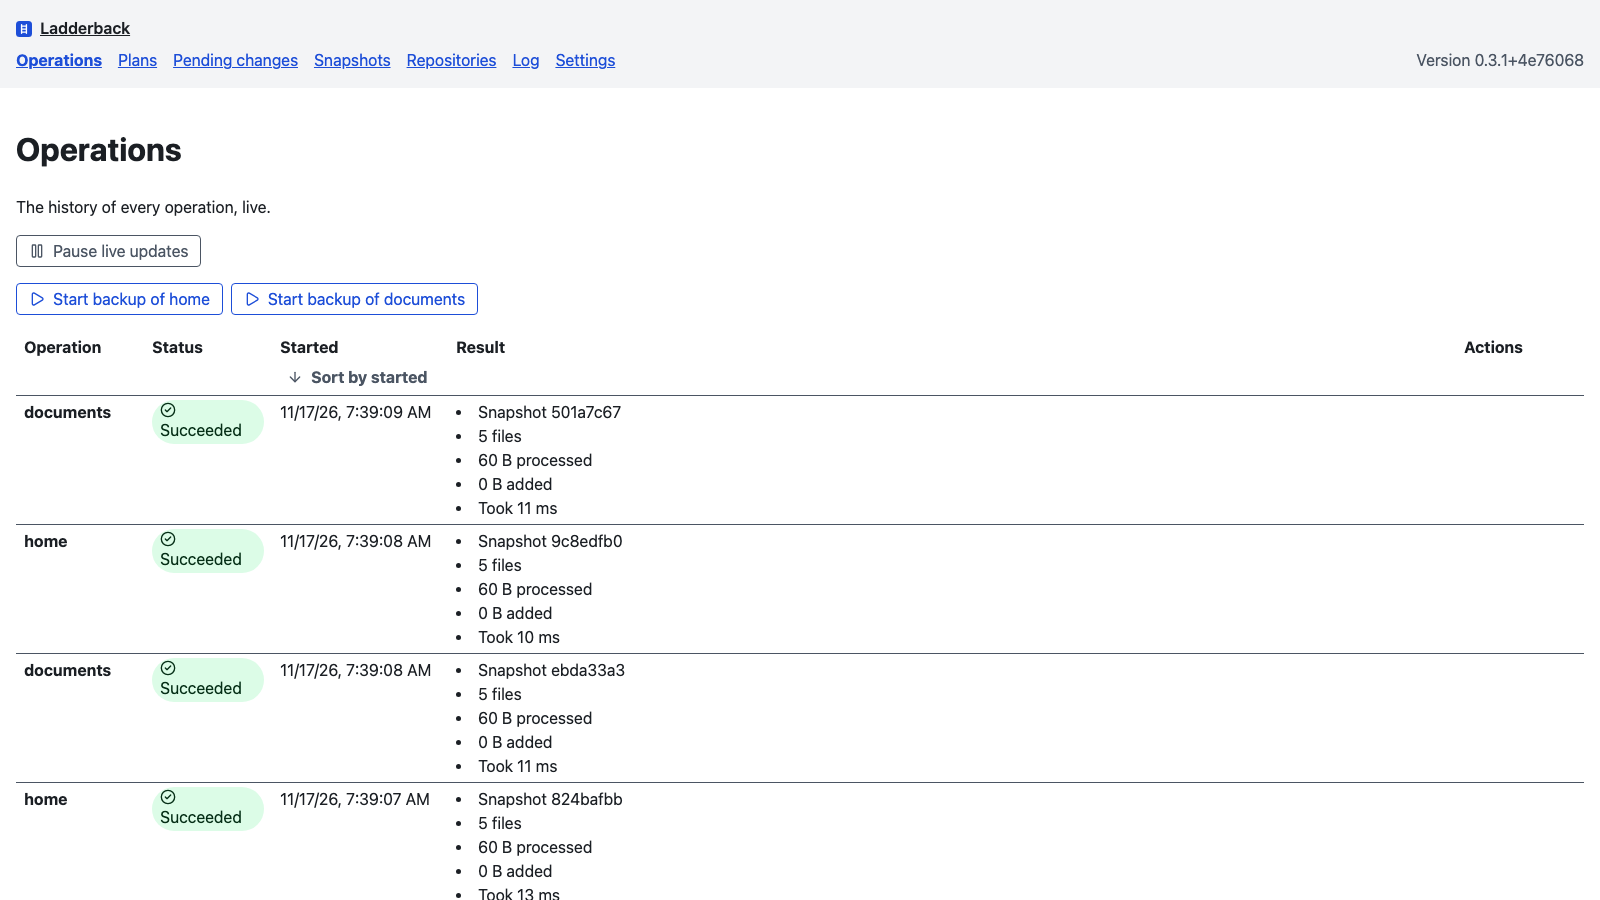 Ladderback
Operations Plans Pending changes Snapshots Repositories Log Settings Version 0.3.1+4e76068
Operations
The history of every operation, live.
Pause live updates
Start backup of home Start backup of documents
Operation Status Started Result Actions
Sort by started
documents Succeeded 11/17/26, 7:39:09 AM Snapshot 501a7c67
5 files
60 B processed
0 B added
Took 11 ms
home Succeeded 11/17/26, 7:39:08 AM Snapshot 9c8edfb0
5 files
60 B processed
0 B added
Took 10 ms
documents Succeeded 11/17/26, 7:39:08 AM Snapshot ebda33a3
5 files
60 B processed
0 B added
Took 11 ms
home Succeeded 11/17/26, 7:39:07 AM Snapshot 824bafbb
5 files
60 B processed
0 B added
Took 13 ms